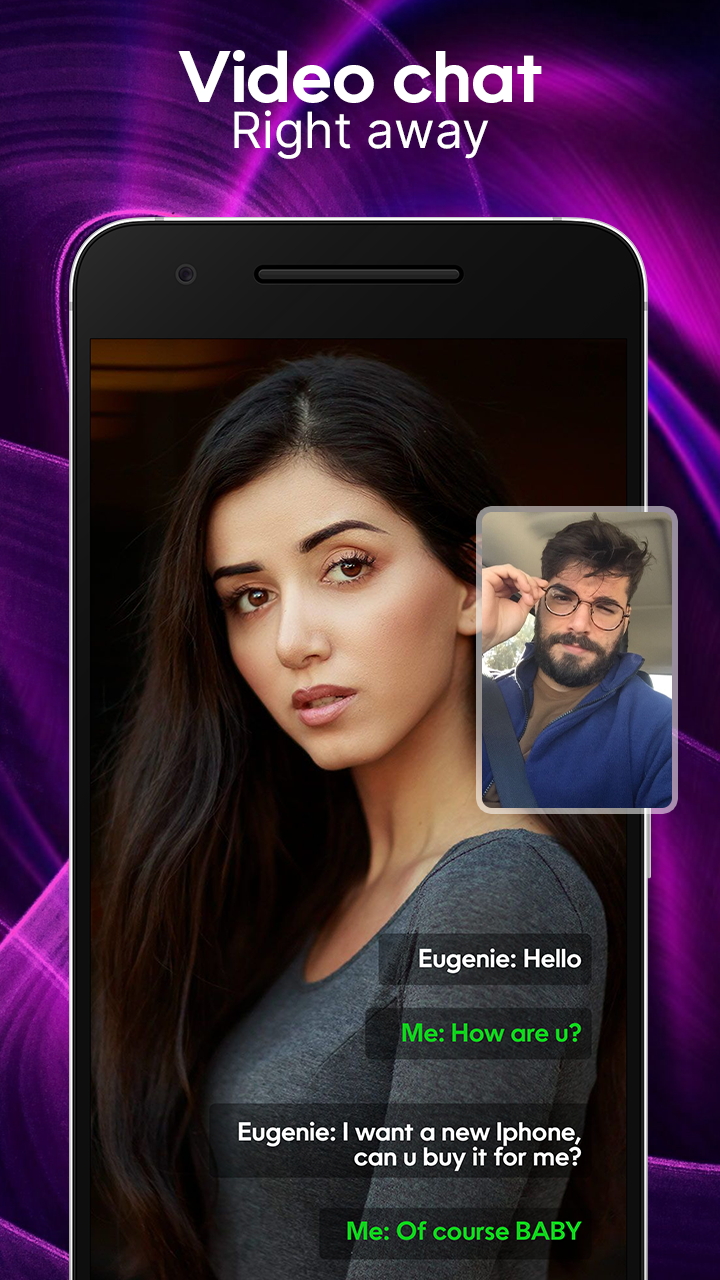 Video chat
Right away
Eugenie: Hello
Me: How are u?
Eugenie: I want a new Iphone,
can u buy it for me?
Me: Of course BABY